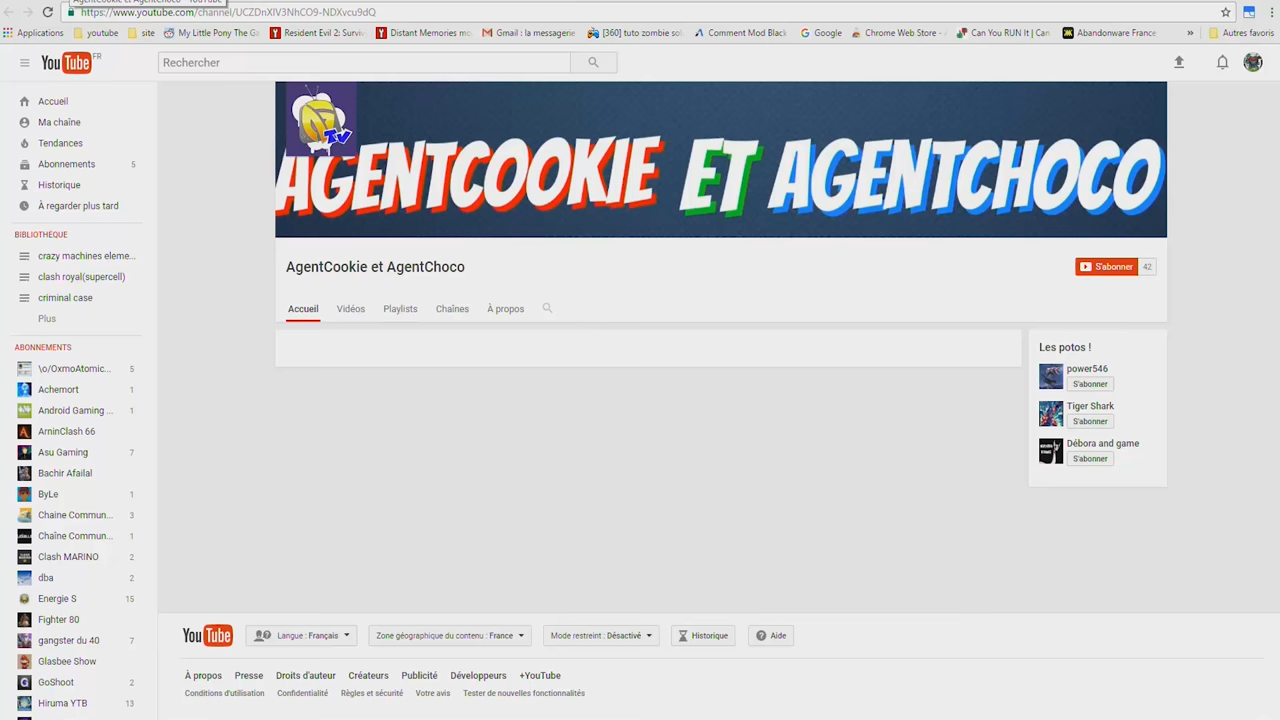 AgentCookie et AgentChoco - YouTube
https://www.youtube.com/channel/UCZDnXIV3NhCO9-NDXvcu9dQ
Applications youtube site My Little Pony The Ga Resident Evil 2: Surviv Distant Memories mo Gmail : la messagerie [360] tuto zombie sol Comment Mod Black Google Chrome Web Store - Can You RUN It | Can Abandonware France » Autres favoris
YouTube FR
Rechercher
TV
AGENTCOOKIE ET AGENTCHOCO
AgentCookie et AgentChoco
S'abonner 42
Accueil Vidéos Playlists Chaînes À propos
Accueil
Ma chaîne
Tendances
Abonnements 5
Historique
À regarder plus tard
BIBLIOTHÈQUE
crazy machines eleme...
clash royal(supercell)
criminal case
Plus
ABONNEMENTS
\o/OxmoAtomic... 5
Achemort 1
Android Gaming ... 1
ArninClash 66
Asu Gaming 7
Bachir Afailal
ByLe 1
Chaine Commun... 3
Chaîne Commun... 1
Clash MARINO 2
dba 2
Energie S 15
Fighter 80
gangster du 40 7
Glasbee Show
GoShoot 2
Hiruma YTB 13
Les potos !
power546
S'abonner
Tiger Shark
S'abonner
Débora and game
S'abonner
YouTube Langue : Français Zone géographique du contenu : France Mode restreint : Désactivé Historique Aide
À propos Presse Droits d'auteur Créateurs Publicité Développeurs +YouTube
Conditions d'utilisation Confidentialité Règles et sécurité Votre avis Tester de nouvelles fonctionnalités